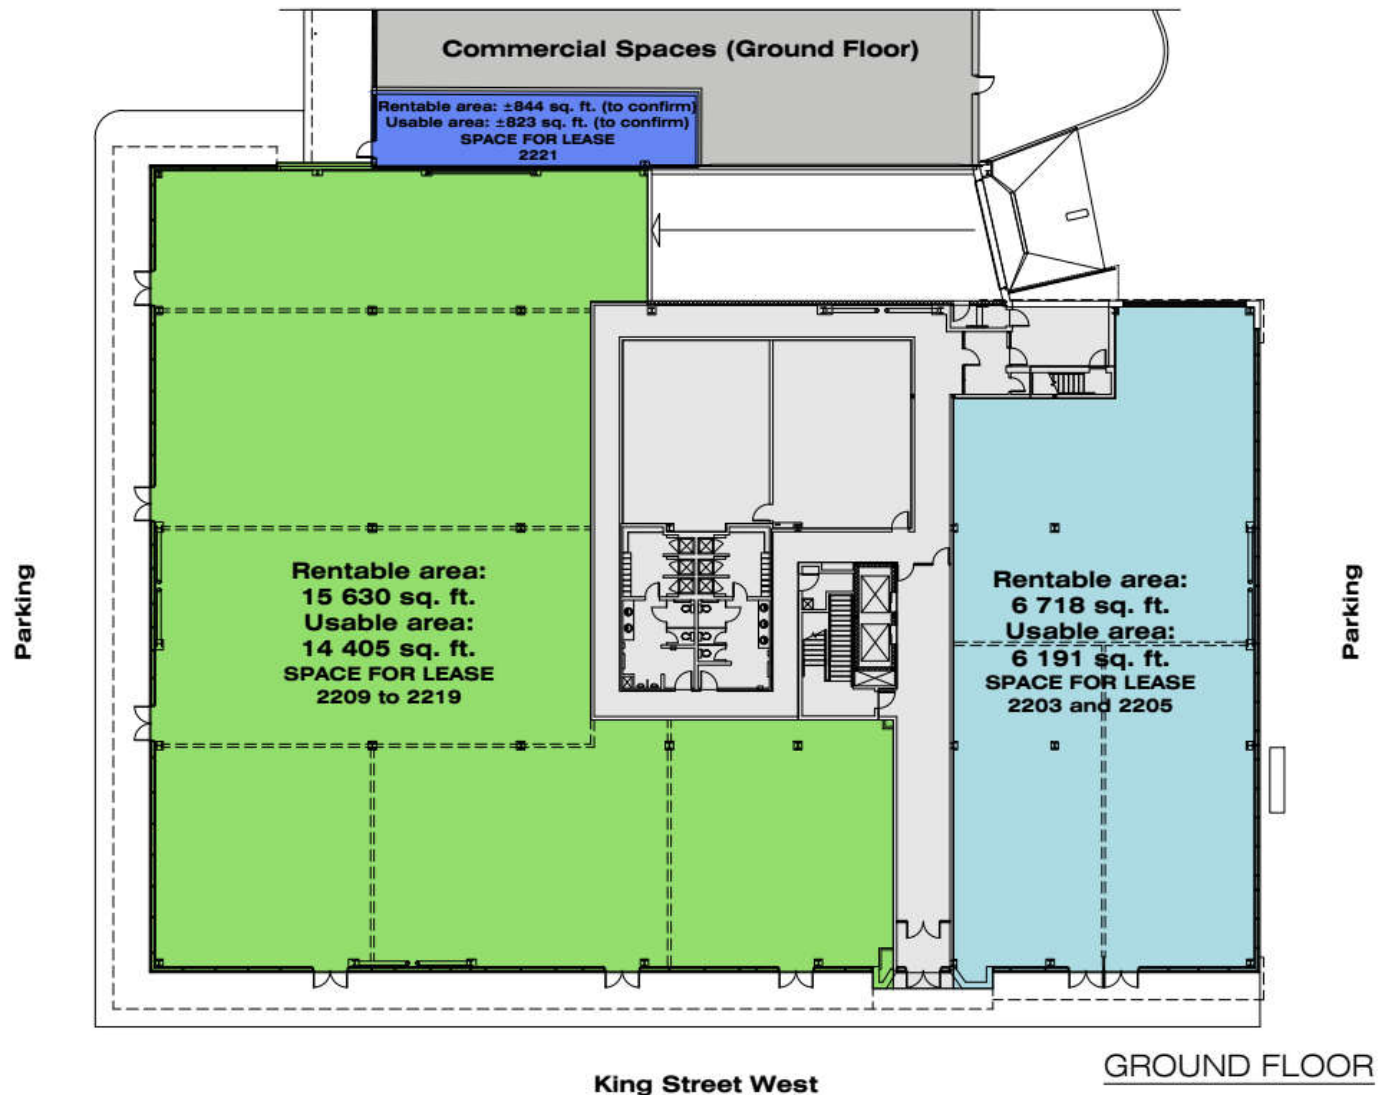 Commercial Spaces (Ground Floor)
Rentable area: ±844 sq. ft. (to confirm)
Usable area: ±823 sq. ft. (to confirm)
SPACE FOR LEASE
2221
Parking
Rentable area:
15 630 sq. ft.
Usable area:
14 405 sq. ft.
SPACE FOR LEASE
2209 to 2219
Rentable area:
6 718 sq. ft.
Usable area:
6 191 sq. ft.
SPACE FOR LEASE
2203 and 2205
Parking
King Street West
GROUND FLOOR